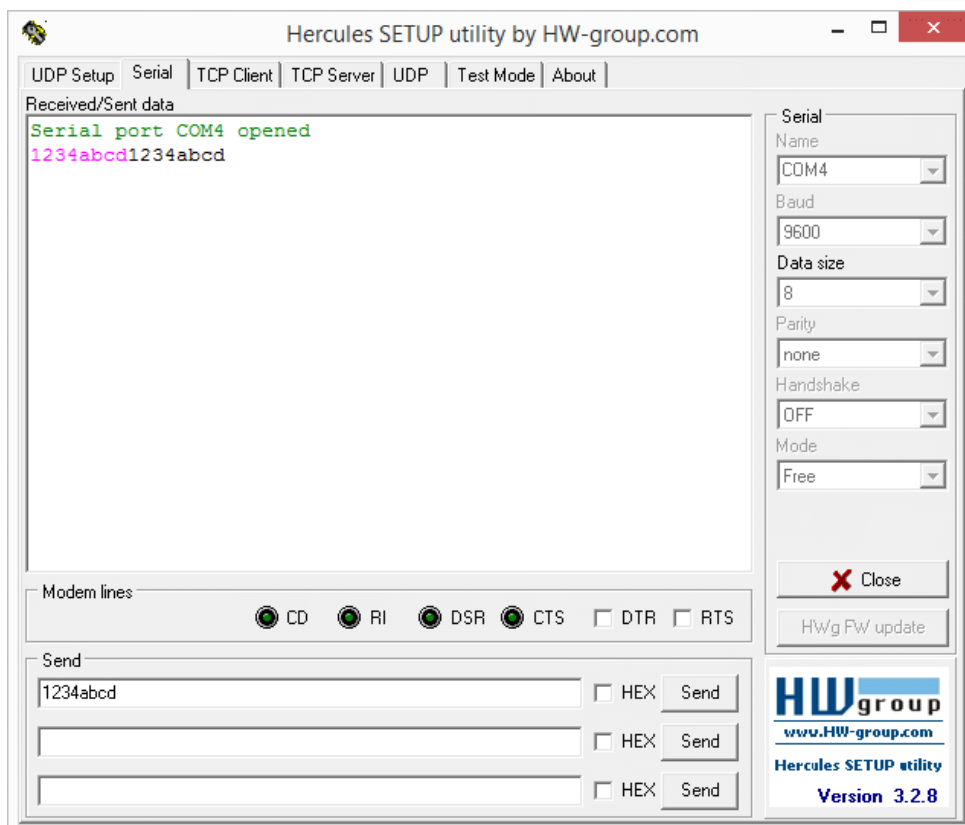 Hercules SETUP utility by HW-group.com
UDP Setup Serial TCP Client TCP Server UDP Test Mode About
Received/Sent data
Serial port COM4 opened
1234abcd1234abcd
Serial
Name
COM4
Baud
9600
Data size
8
Parity
none
Handshake
OFF
Mode
Free
Close
HWg FW update
Modem lines
CD RI DSR CTS DTR RTS
Send
1234abcd HEX Send
HEX Send
HEX Send
HW group
www.HW-group.com
Hercules SETUP utility
Version 3.2.8